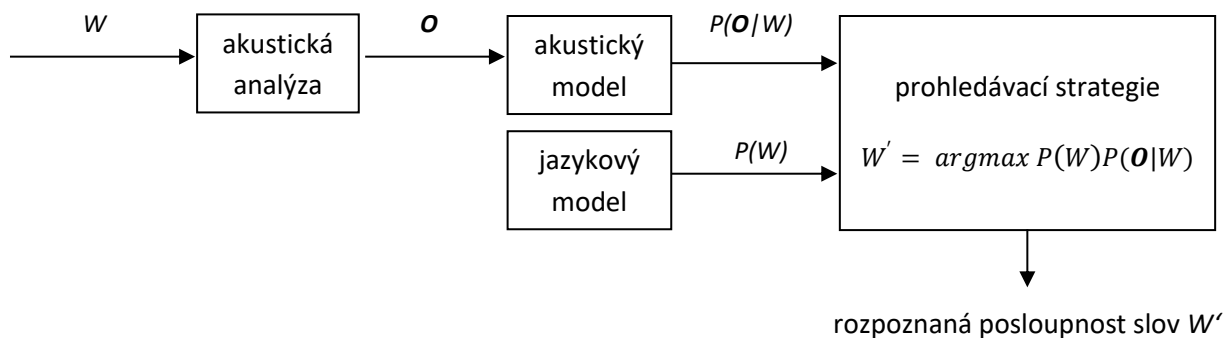 W
akustická
analýza
O
akustický
model
P(O|W)
jazykový
model
P(W)
prohledávací strategie
W' = argmax P(W)P(O|W)
rozpoznaná posloupnost slov W‘